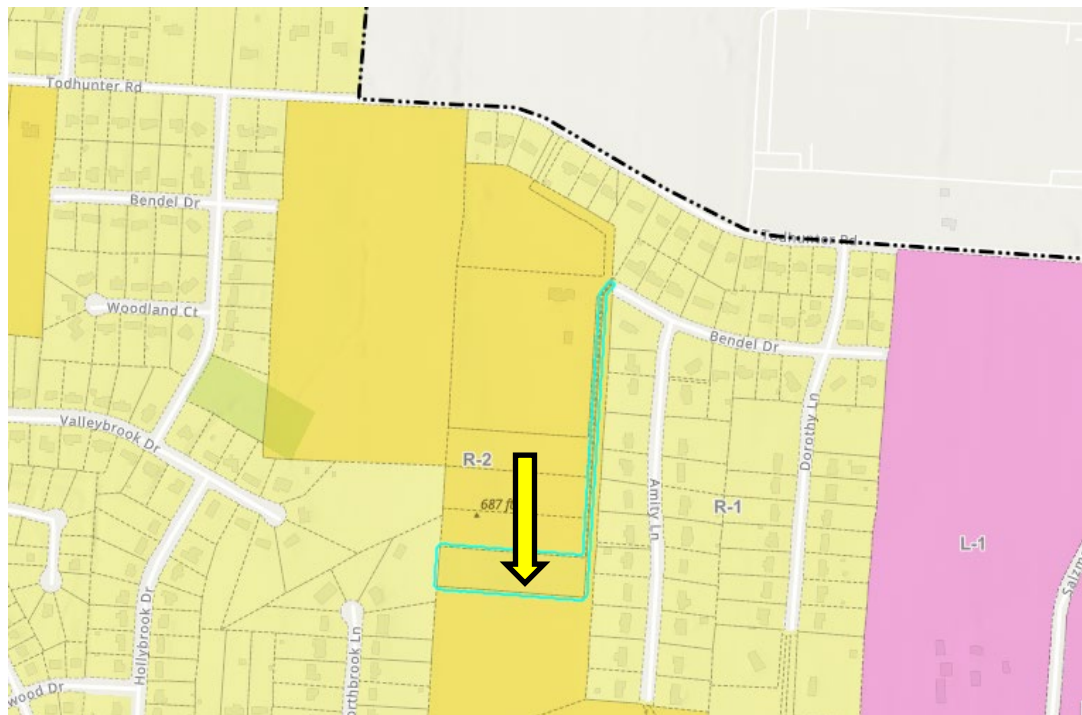 Todhunter Rd
Bendel Dr
Todhunter Rd
Woodland Ct
Bendel Dr
Valleybrook Dr
Dorothy Ln
R-2
687 ft
Amity Ln
R-1
L-1
Salzm
Hollybrook Dr
orthbrook Ln
wood Dr